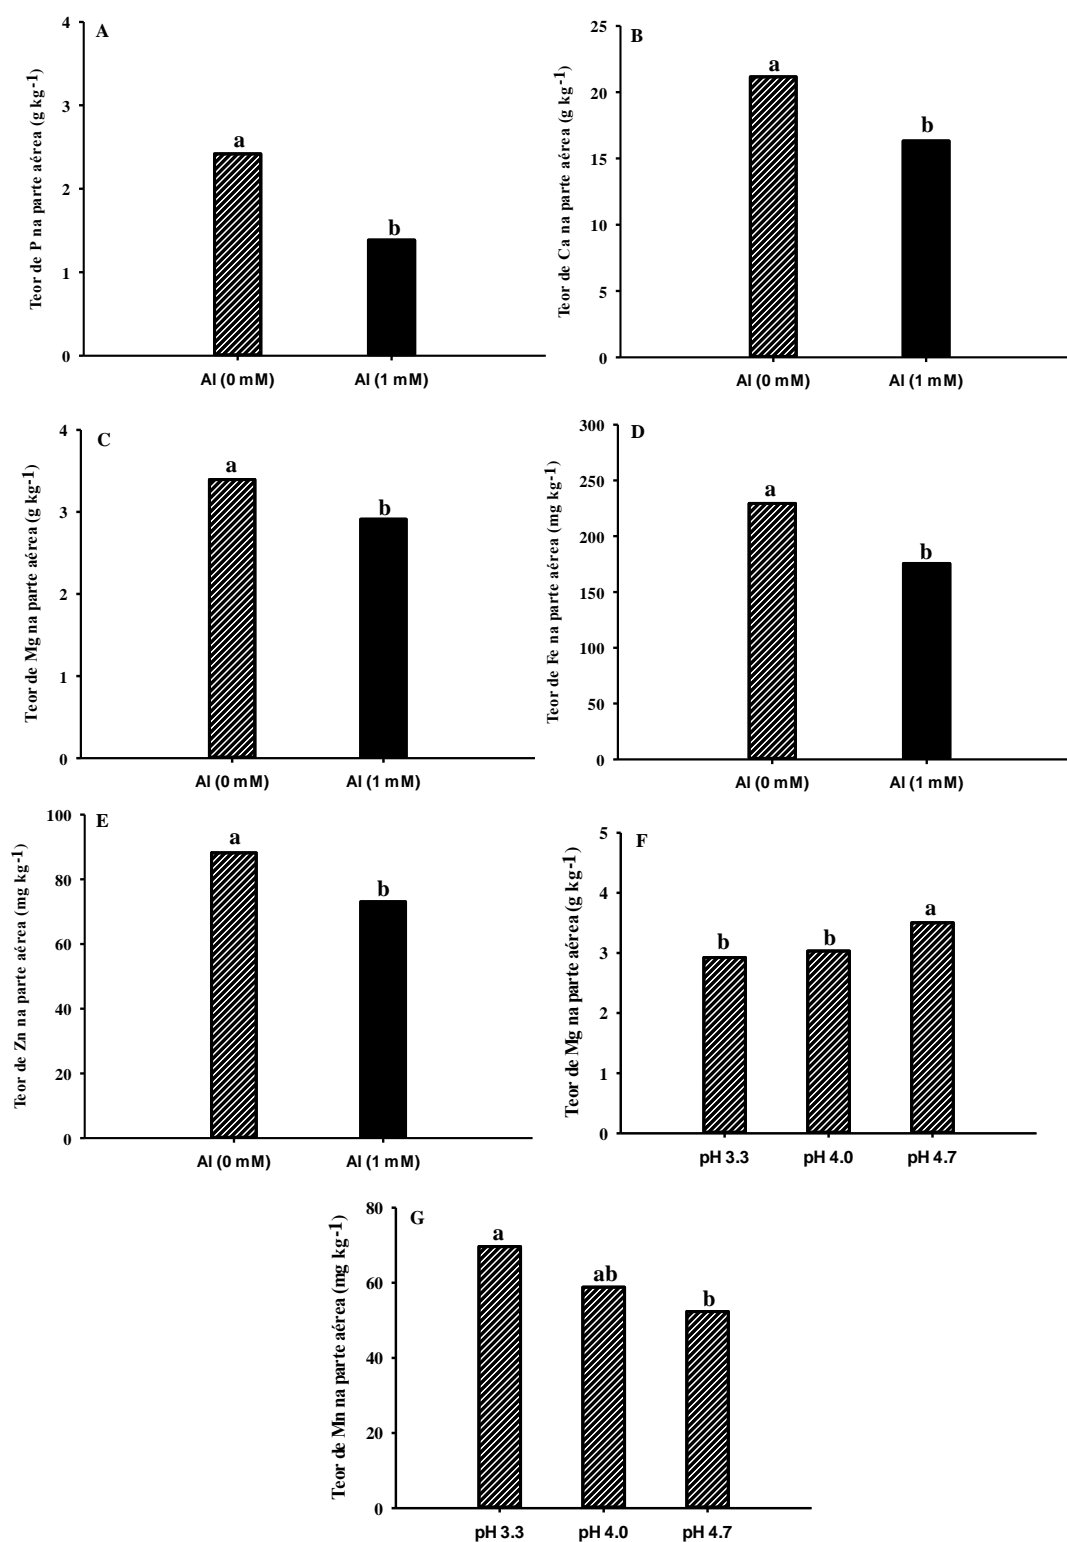 A
Teor de P na parte aérea (g kg-1)
4
3
2
1
0
a
b
Al (0 mM)
Al (1 mM)
B
Teor de Ca na parte aérea (g kg-1)
25
20
15
10
5
0
a
b
Al (0 mM)
Al (1 mM)
C
Teor de Mg na parte aérea (g kg-1)
4
3
2
1
0
a
b
Al (0 mM)
Al (1 mM)
D
Teor de Fe na parte aérea (mg kg-1)
300
250
200
150
100
50
0
a
b
Al (0 mM)
Al (1 mM)
E
Teor de Zn na parte aérea (mg kg-1)
100
80
60
40
20
0
a
b
Al (0 mM)
Al (1 mM)
F
Teor de Mg na parte aérea (g kg-1)
5
4
3
2
1
0
b
b
a
pH 3.3
pH 4.0
pH 4.7
G
Teor de Mn na parte aérea (mg kg-1)
80
60
40
20
0
a
ab
b
pH 3.3
pH 4.0
pH 4.7